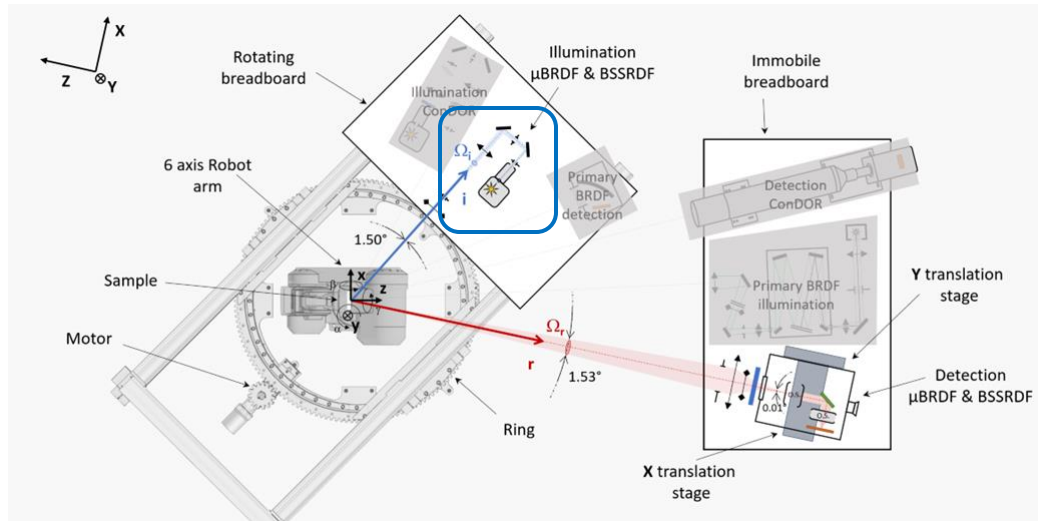 X
Z
Y
Rotating
breadboard
Illumination
µBRDF & BSSRDF
Immobile
breadboard
Illumination
ConDOR
Ωi
i
6 axis Robot
arm
Primary
BRDF
detection
Detection
ConDOR
1.50°
Sample
x
β
z
γ
α
y
Primary BRDF
illumination
Y translation
stage
Motor
Ωr
r
1.53°
Detection
µBRDF & BSSRDF
0.01
O.S.
O.S.
Ring
X translation
stage